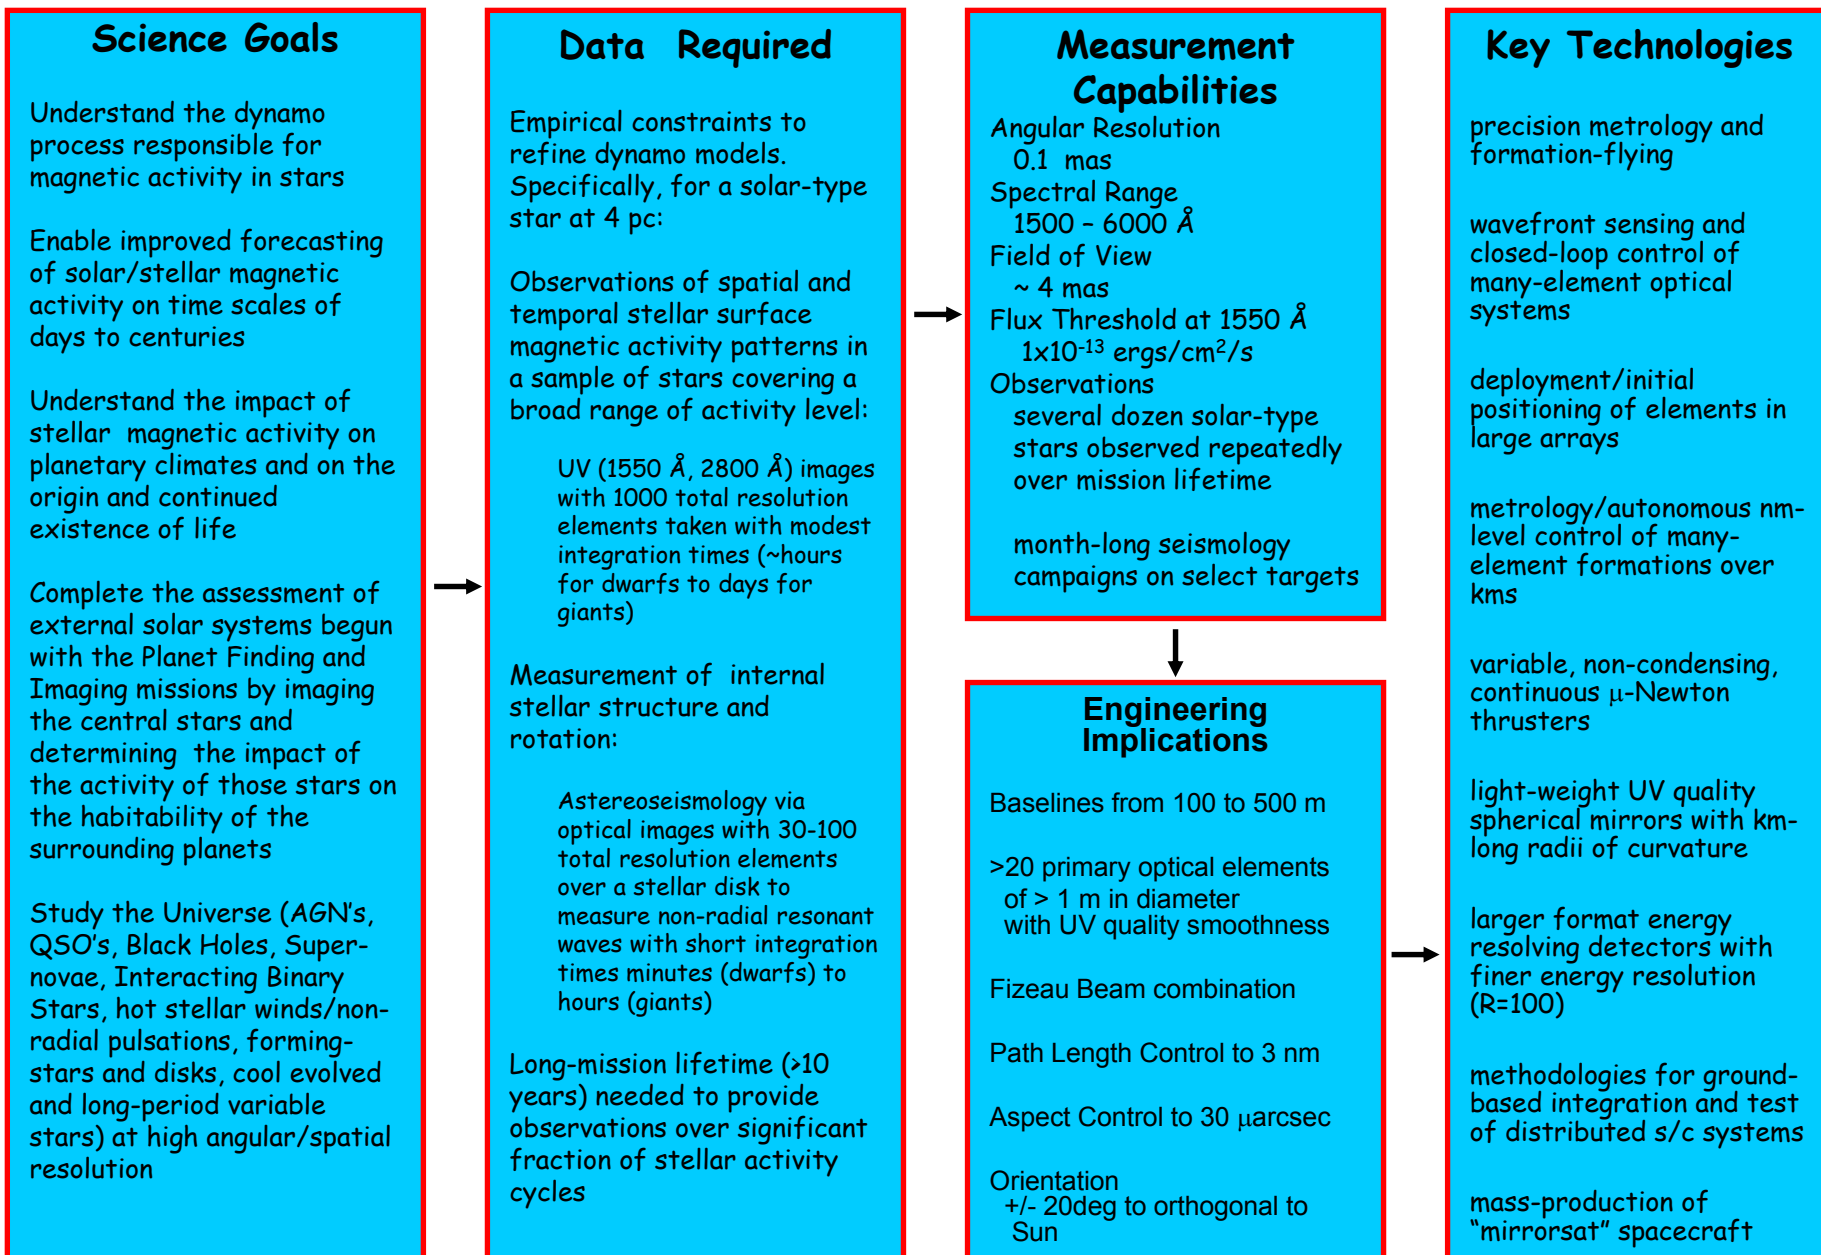 Science Goals
Understand the dynamo
process responsible for
magnetic activity in stars
Enable improved forecasting
of solar/stellar magnetic
activity on time scales of
days to centuries
Understand the impact of
stellar magnetic activity on
planetary climates and on the
origin and continued
existence of life
Complete the assessment of
external solar systems begun
with the Planet Finding and
Imaging missions by imaging
the central stars and
determining the impact of
the activity of those stars on
the habitability of the
surrounding planets
Study the Universe (AGN's,
QSO's, Black Holes, Super-
novae, Interacting Binary
Stars, hot stellar winds/non-
radial pulsations, forming-
stars and disks, cool evolved
and long-period variable
stars) at high angular/spatial
resolution
Data Required
Empirical constraints to
refine dynamo models.
Specifically, for a solar-type
star at 4 pc:
Observations of spatial and
temporal stellar surface
magnetic activity patterns in
a sample of stars covering a
broad range of activity level:
UV (1550 Å, 2800 Å) images
with 1000 total resolution
elements taken with modest
integration times (~hours
for dwarfs to days for
giants)
Measurement of internal
stellar structure and
rotation:
Astereoseismology via
optical images with 30-100
total resolution elements
over a stellar disk to
measure non-radial resonant
waves with short integration
times minutes (dwarfs) to
hours (giants)
Long-mission lifetime (>10
years) needed to provide
observations over significant
fraction of stellar activity
cycles
Measurement
Capabilities
Angular Resolution
0.1 mas
Spectral Range
1500 – 6000 Å
Field of View
~ 4 mas
Flux Threshold at 1550 Å
1x10⁻¹³ ergs/cm²/s
Observations
several dozen solar-type
stars observed repeatedly
over mission lifetime
month-long seismology
campaigns on select targets
Engineering
Implications
Baselines from 100 to 500 m
>20 primary optical elements
of > 1 m in diameter
with UV quality smoothness
Fizeau Beam combination
Path Length Control to 3 nm
Aspect Control to 30 μarcsec
Orientation
+/- 20deg to orthogonal to
Sun
Key Technologies
precision metrology and
formation-flying
wavefront sensing and
closed-loop control of
many-element optical
systems
deployment/initial
positioning of elements in
large arrays
metrology/autonomous nm-
level control of many-
element formations over
kms
variable, non-condensing,
continuous μ-Newton
thrusters
light-weight UV quality
spherical mirrors with km-
long radii of curvature
larger format energy
resolving detectors with
finer energy resolution
(R=100)
methodologies for ground-
based integration and test
of distributed s/c systems
mass-production of
“mirrorsat” spacecraft